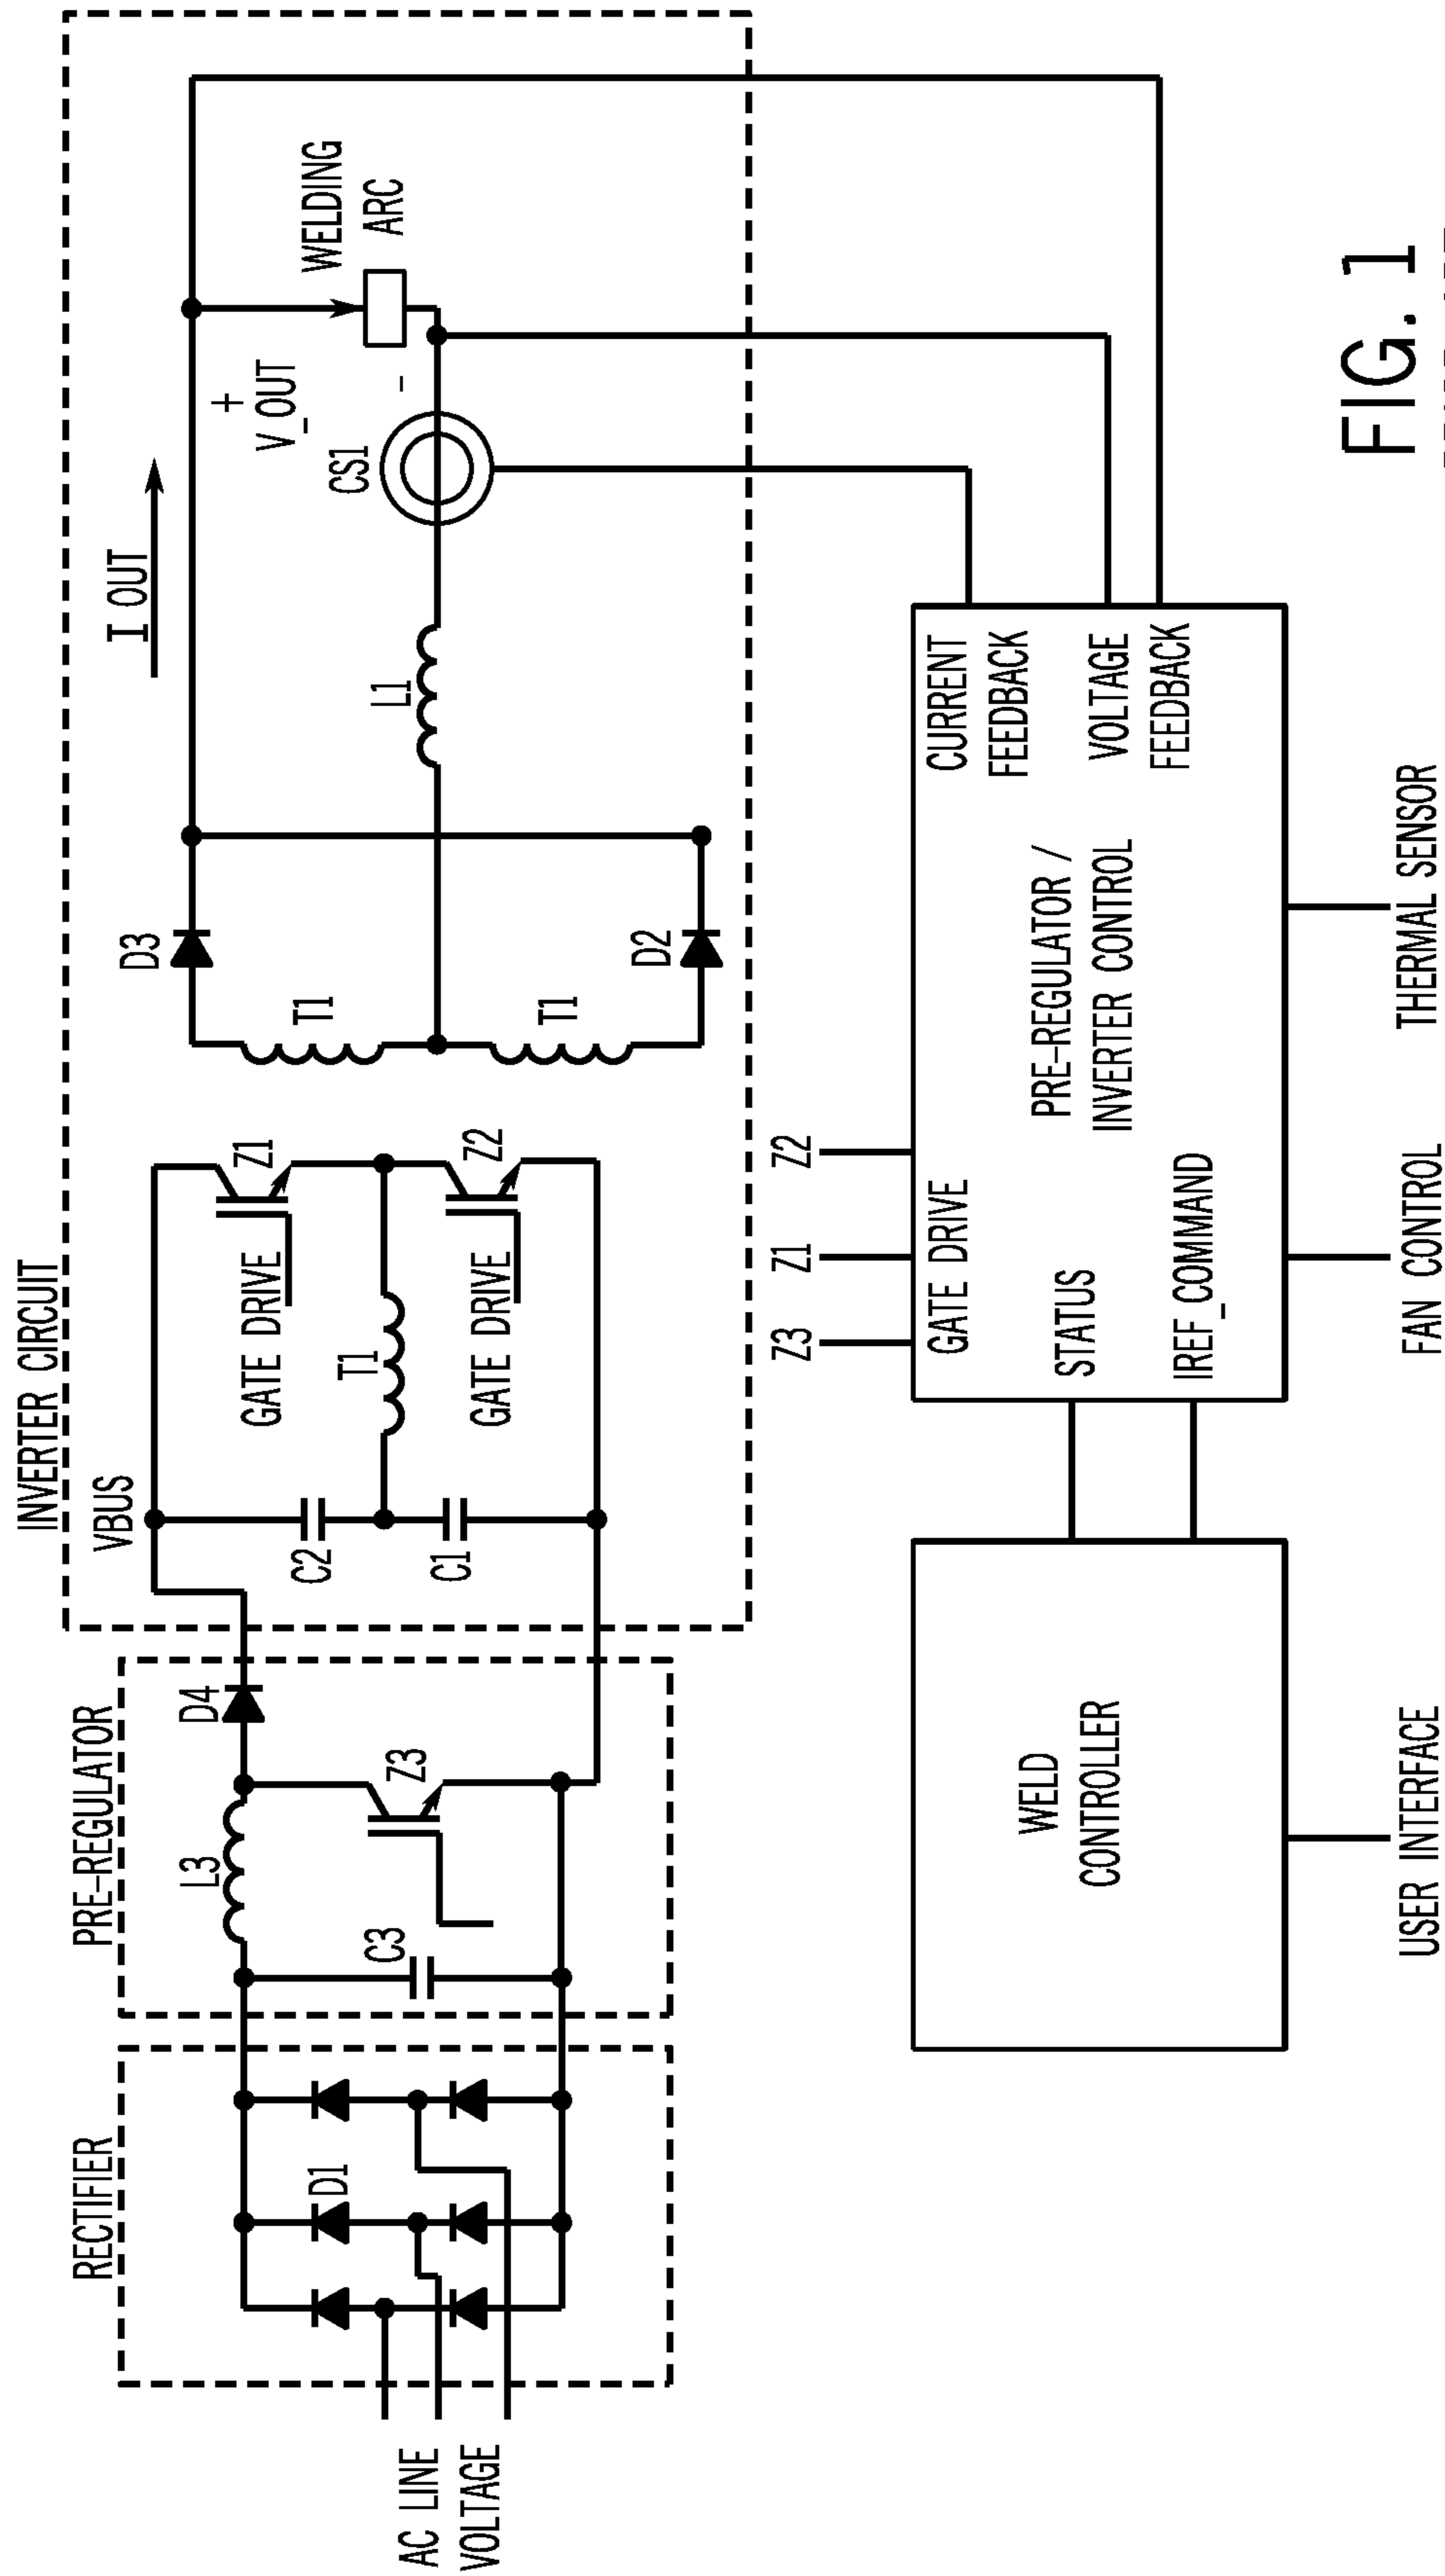 INVERTER CIRCUIT
PRE-REGULATOR
RECTIFIER
I OUT
VBUS
D3
+
V_OUT
-
WELDING
ARC
D4
L3
D1
C3
Z3
C2
C1
T1
Z1
GATE DRIVE
Z2
GATE DRIVE
T1
T1
D2
L1
CS1
AC LINE
VOLTAGE
Z3
Z1
Z2
GATE DRIVE
STATUS
IREF_COMMAND
PRE-REGULATOR /
INVERTER CONTROL
CURRENT
FEEDBACK
VOLTAGE
FEEDBACK
WELD
CONTROLLER
USER INTERFACE
FAN CONTROL
THERMAL SENSOR
FIG. 1